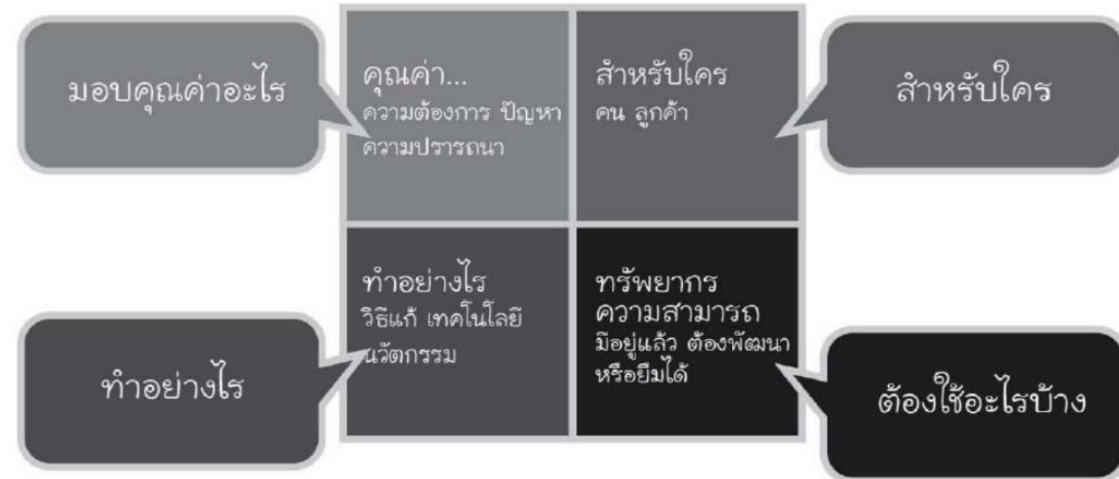 มอบคุณค่าอะไร
คุณค่า...
ความต้องการ ปัญหา
ความปรารถนา
สำหรับใคร
คน ลูกค้า
สำหรับใคร
ทำอย่างไร
ทำอย่างไร
วิธีแก้ เทคโนโลยี
นวัตกรรม
ทรัพยากร
ความสามารถ
มีอยู่แล้ว ต้องพัฒนา
หรือยืมได้
ต้องใช้อะไรบ้าง